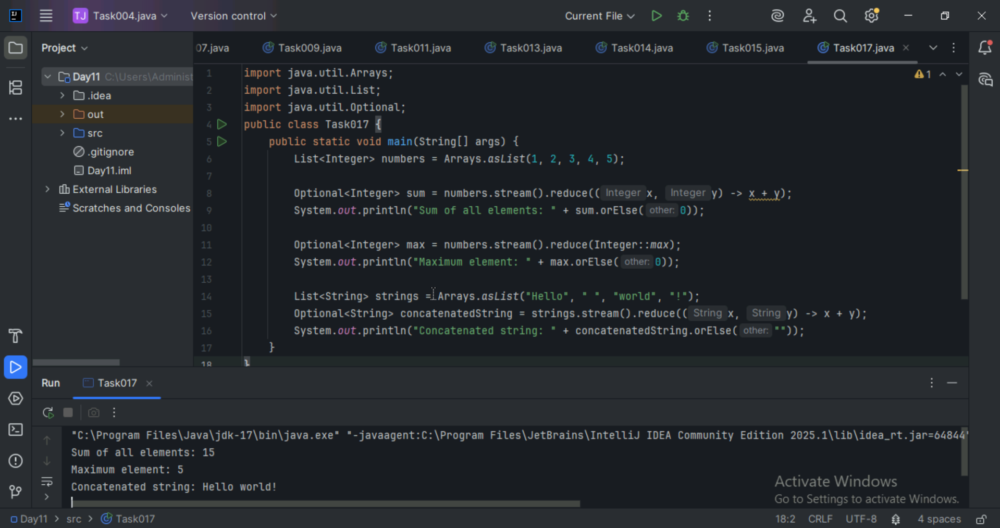 TJ Task004.java Version control Current File
Project
07.java Task009.java Task011.java Task013.java Task014.java Task015.java Task017.java
Day11 C:\Users\Administ
.idea
out
src
.gitignore
Day11.iml
External Libraries
Scratches and Consoles
1 import java.util.Arrays;
2 import java.util.List;
3 import java.util.Optional;
4 public class Task017 {
5 public static void main(String[] args) {
6 List<Integer> numbers = Arrays.asList(1, 2, 3, 4, 5);
7
8 Optional<Integer> sum = numbers.stream().reduce(( Integer x, Integer y) -> x + y);
9 System.out.println("Sum of all elements: " + sum.orElse( other: 0));
10
11 Optional<Integer> max = numbers.stream().reduce(Integer::max);
12 System.out.println("Maximum element: " + max.orElse( other: 0));
13
14 List<String> strings = Arrays.asList("Hello", " ", "world", "!");
15 Optional<String> concatenatedString = strings.stream().reduce(( String x, String y) -> x + y);
16 System.out.println("Concatenated string: " + concatenatedString.orElse( other: ""));
17 }
18 }
1
Run Task017
"C:\Program Files\Java\jdk-17\bin\java.exe" "-javaagent:C:\Program Files\JetBrains\IntelliJ IDEA Community Edition 2025.1\lib\idea_rt.jar=64844"
Sum of all elements: 15
Maximum element: 5
Concatenated string: Hello world!
Activate Windows
Go to Settings to activate Windows.
Day11 > src > Task017 18:2 CRLF UTF-8 4 spaces